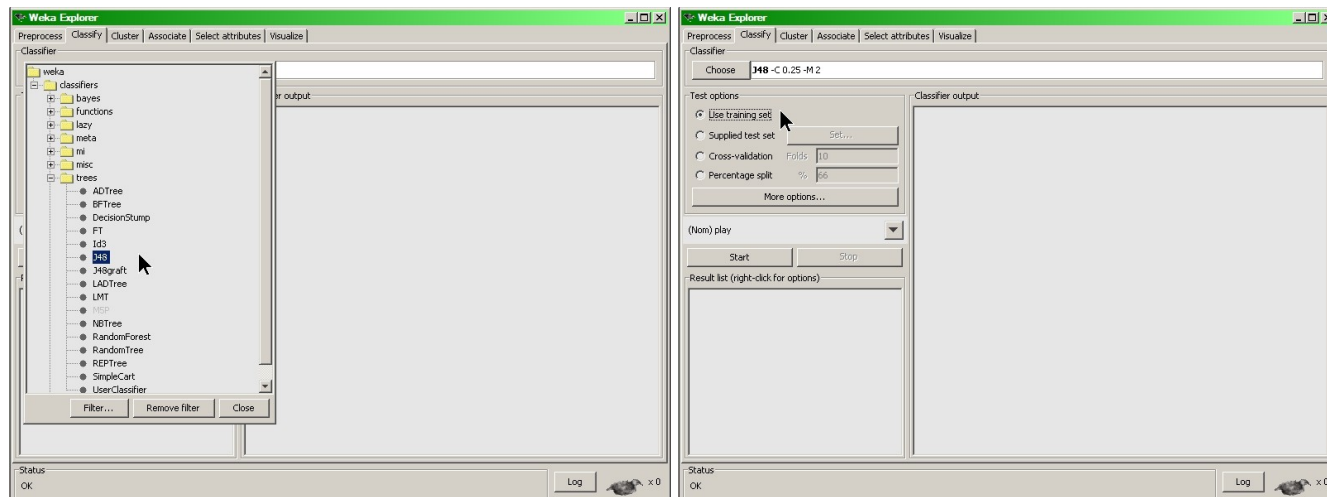 Weka Explorer
Preprocess Classify Cluster Associate Select attributes Visualize
Classifier
weka
classifiers
bayes
functions
lazy
meta
mi
misc
trees
ADTree
BFTree
DecisionStump
FT
Id3
J48
J48graft
LADTree
LMT
M5P
NBTree
RandomForest
RandomTree
REPTree
SimpleCart
UserClassifier
Filter... Remove filter Close
er output
Status
OK
Log x 0
Weka Explorer
Preprocess Classify Cluster Associate Select attributes Visualize
Classifier
Choose J48 -C 0.25 -M 2
Test options
Use training set
Supplied test set Set...
Cross-validation Folds 10
Percentage split % 66
More options...
(Nom) play
Start Stop
Result list (right-click for options)
Classifier output
Status
OK
Log x 0